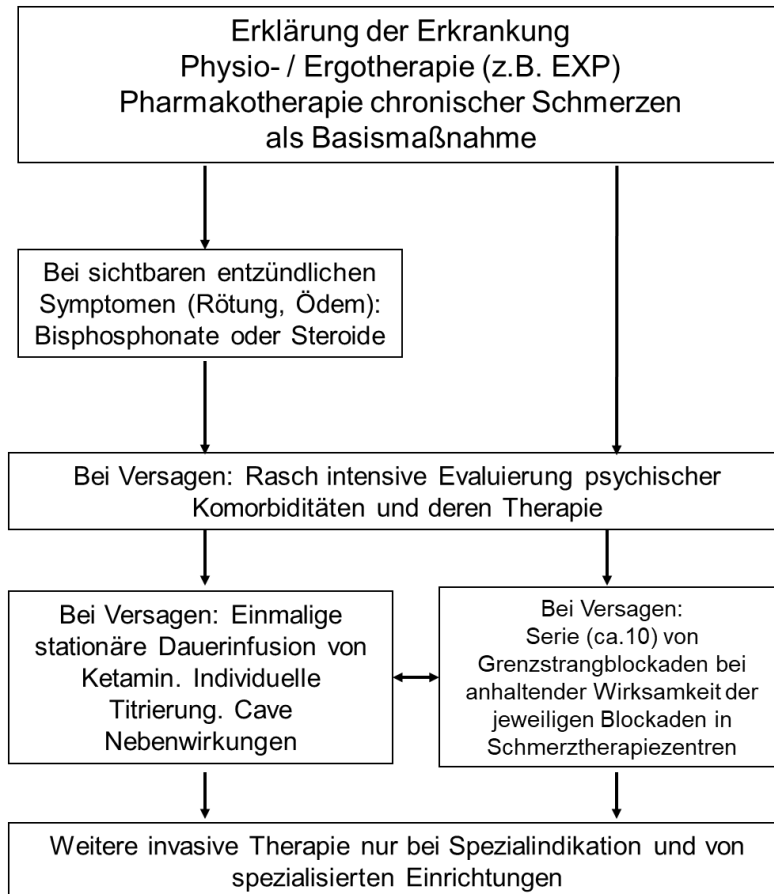 Erklärung der Erkrankung
Physio- / Ergotherapie (z.B. EXP)
Pharmakotherapie chronischer Schmerzen
als Basismaßnahme
Bei sichtbaren entzündlichen
Symptomen (Rötung, Ödem):
Bisphosphonate oder Steroide
Bei Versagen: Rasch intensive Evaluierung psychischer
Komorbiditäten und deren Therapie
Bei Versagen: Einmalige
stationäre Dauerinfusion von
Ketamin. Individuelle
Titrierung. Cave
Nebenwirkungen
Bei Versagen:
Serie (ca.10) von
Grenzstrangblockaden bei
anhaltender Wirksamkeit der
jeweiligen Blockaden in
Schmerztherapiezentren
Weitere invasive Therapie nur bei Spezialindikation und von
spezialisierten Einrichtungen